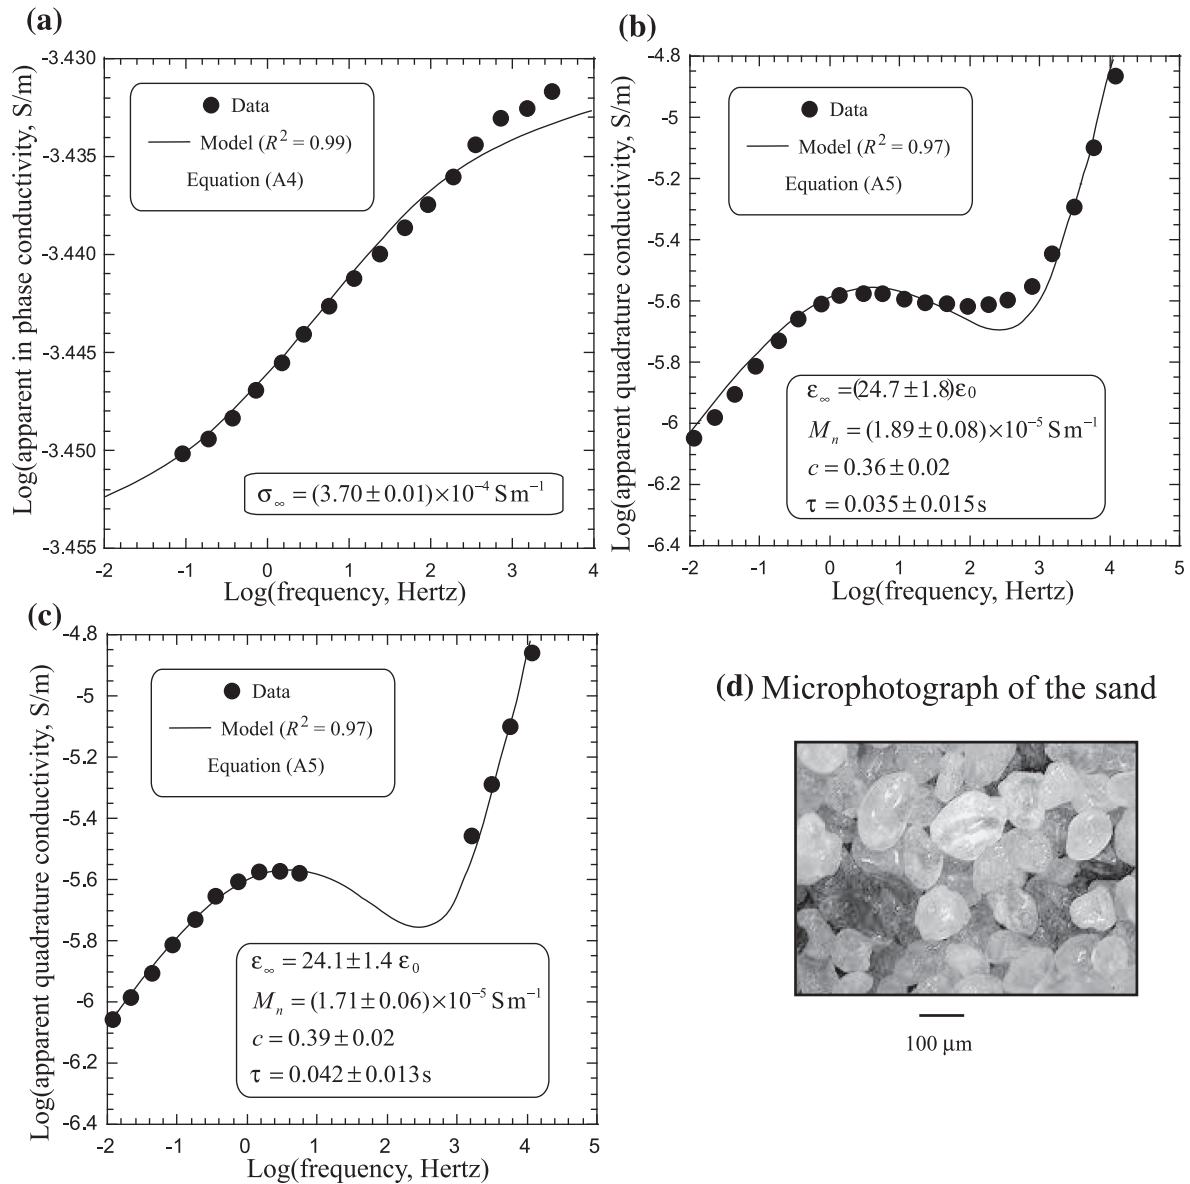 (a)
-3.430
-3.435
-3.440
-3.445
-3.450
-3.455
Log(apparent in phase conductivity, S/m)
Data
Model (R² = 0.99)
Equation (A4)
σ∞ = (3.70 ± 0.01)×10⁻⁴ S m⁻¹
-2 -1 0 1 2 3 4
Log(frequency, Hertz)
(b)
-4.8
-5
-5.2
-5.4
-5.6
-5.8
-6
-6.2
-6.4
Log(apparent quadrature conductivity, S/m)
Data
Model (R² = 0.97)
Equation (A5)
ε∞ =(24.7±1.8)ε0
Mn = (1.89±0.08)×10⁻⁵ S m⁻¹
c = 0.36±0.02
τ = 0.035±0.015s
-2 -1 0 1 2 3 4 5
Log(frequency, Hertz)
(c)
-4.8
-5
-5.2
-5.4
-5.6
-5.8
-6
-6.2
-6.4
Log(apparent quadrature conductivity, S/m)
Data
Model (R² = 0.97)
Equation (A5)
ε∞ = 24.1±1.4 ε0
Mn = (1.71±0.06)×10⁻⁵ S m⁻¹
c = 0.39±0.02
τ = 0.042±0.013s
-2 -1 0 1 2 3 4 5
Log(frequency, Hertz)
(d) Microphotograph of the sand
100 µm